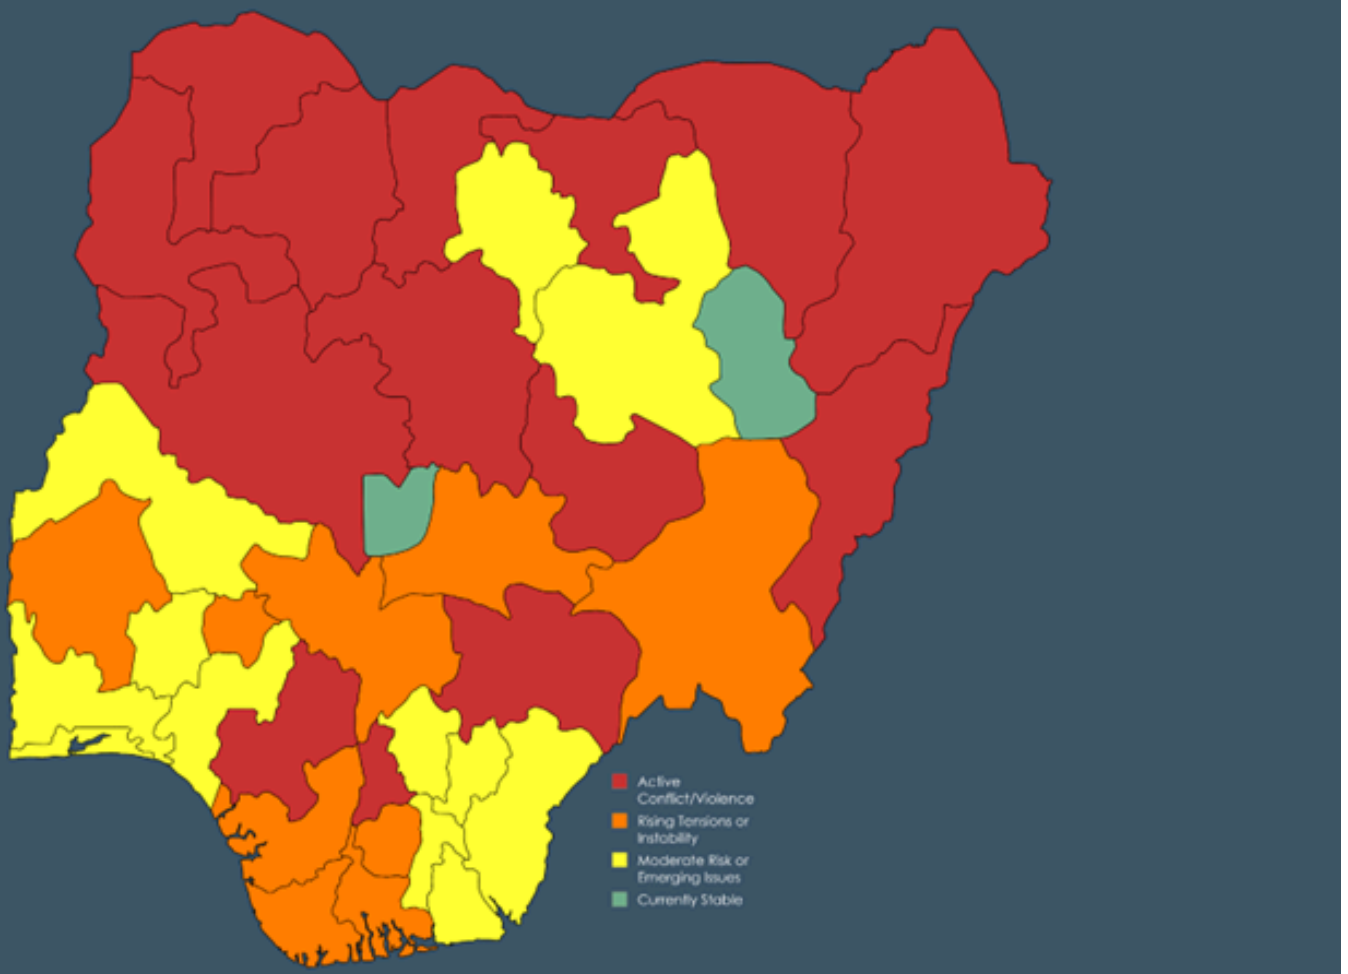 Active
Conflict/Violence
Rising Tensions or
Instability
Moderate Risk or
Emerging Issues
Currently Stable